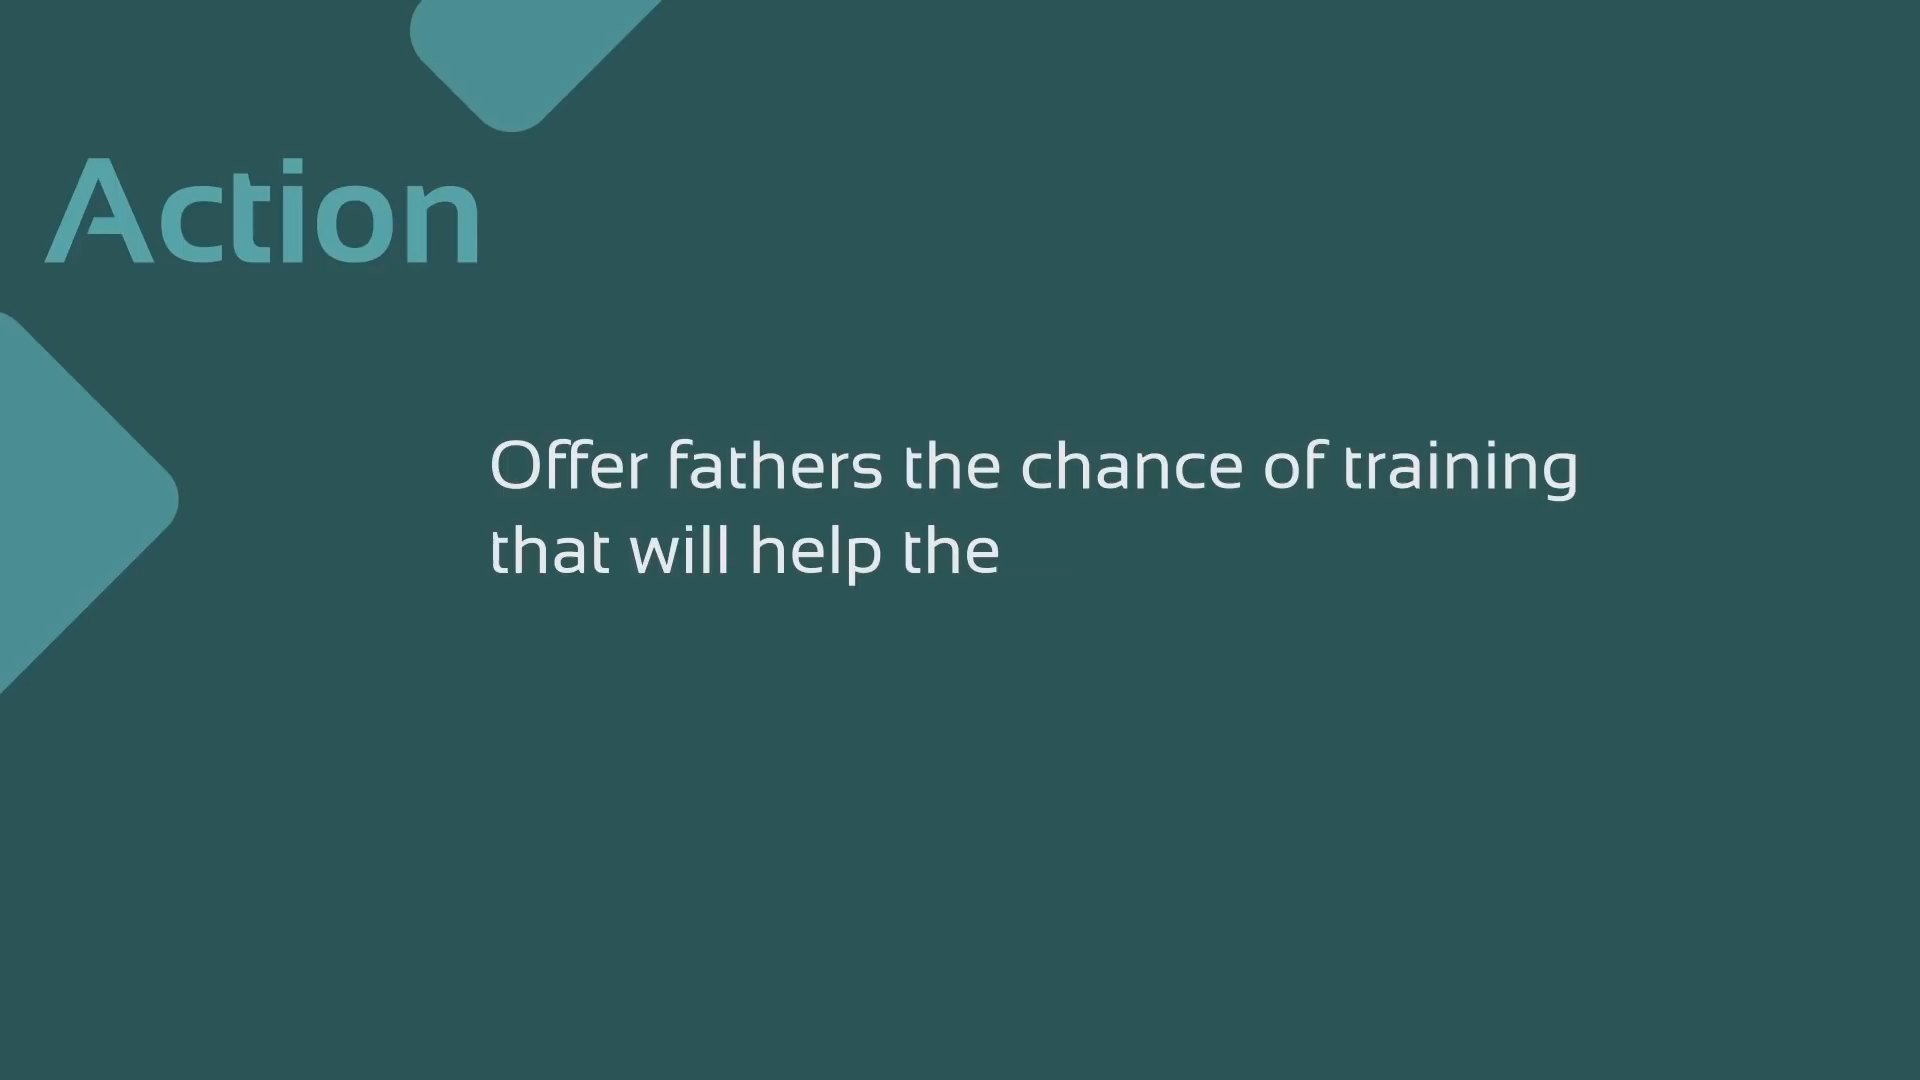 Action
Offer fathers the chance of training
that will help the